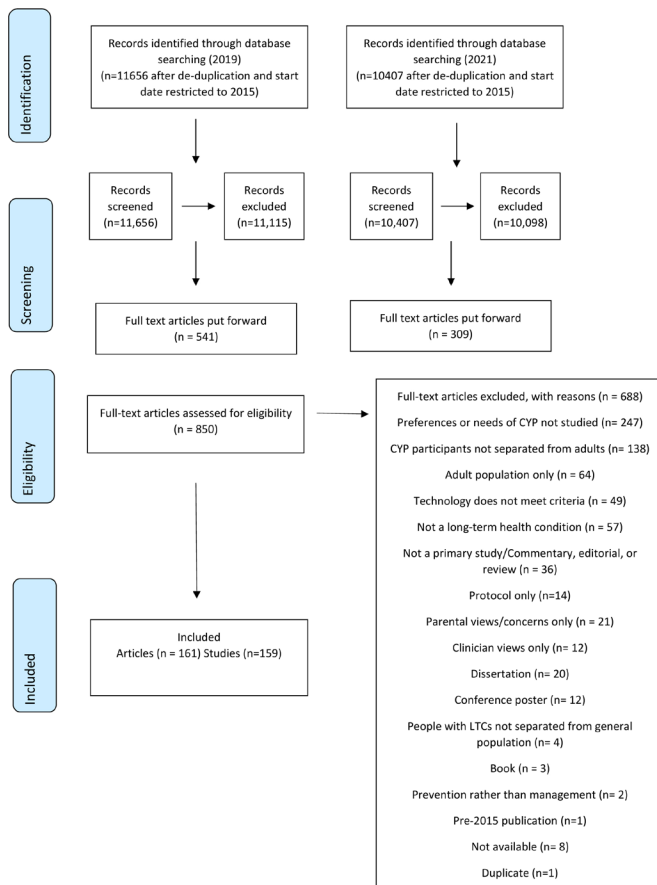 Identification
Records identified through database
searching (2019)
(n=11656 after de-duplication and start
date restricted to 2015)
Records identified through database
searching (2021)
(n=10407 after de-duplication and start
date restricted to 2015)
Screening
Records
screened
(n=11,656)
Records
excluded
(n=11,115)
Records
screened
(n=10,407)
Records
excluded
(n=10,098)
Full text articles put forward
(n = 541)
Full text articles put forward
(n = 309)
Eligibility
Full-text articles assessed for eligibility
(n = 850)
Full-text articles excluded, with reasons (n = 688)
Preferences or needs of CYP not studied (n = 247)
CYP participants not separated from adults (n = 138)
Adult population only (n = 64)
Technology does not meet criteria (n = 49)
Not a long-term health condition (n = 57)
Not a primary study/Commentary, editorial, or
review (n = 36)
Protocol only (n=14)
Parental views/concerns only (n = 21)
Clinician views only (n = 12)
Dissertation (n= 20)
Conference poster (n= 12)
People with LTCs not separated from general
population (n= 4)
Book (n = 3)
Prevention rather than management (n= 2)
Pre-2015 publication (n=1)
Not available (n= 8)
Duplicate (n=1)
Included
Included
Articles (n = 161) Studies (n=159)